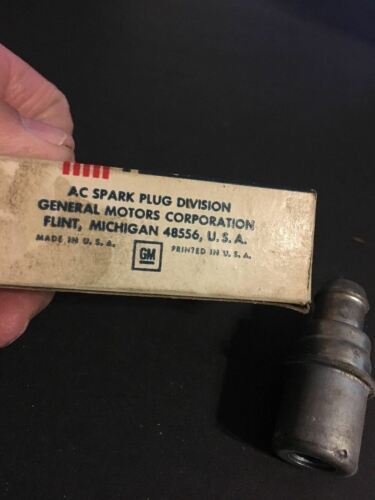 AC SPARK PLUG DIVISION
GENERAL MOTORS CORPORATION
FLINT, MICHIGAN 48556, U. S. A.
MADE IN U. S. A.
GM
PRINTED IN U. S. A.